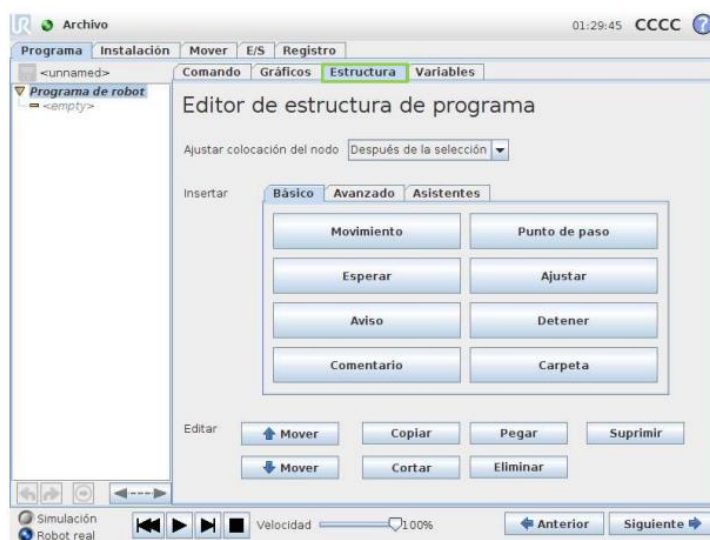 UR Archivo 01:29:45 CCCC ?
Programa Instalación Mover E/S Registro
<unnamed> Comando Gráficos Estructura Variables
Programa de robot
<empty>
Editor de estructura de programa
Ajustar colocación del nodo Después de la selección
Insertar Básico Avanzado Asistentes
Movimiento Punto de paso
Esperar Ajustar
Aviso Detener
Comentario Carpeta
Editar Mover Copiar Pegar Suprimir
Mover Cortar Eliminar
Simulación
Robot real
Velocidad 100% Anterior Siguiente